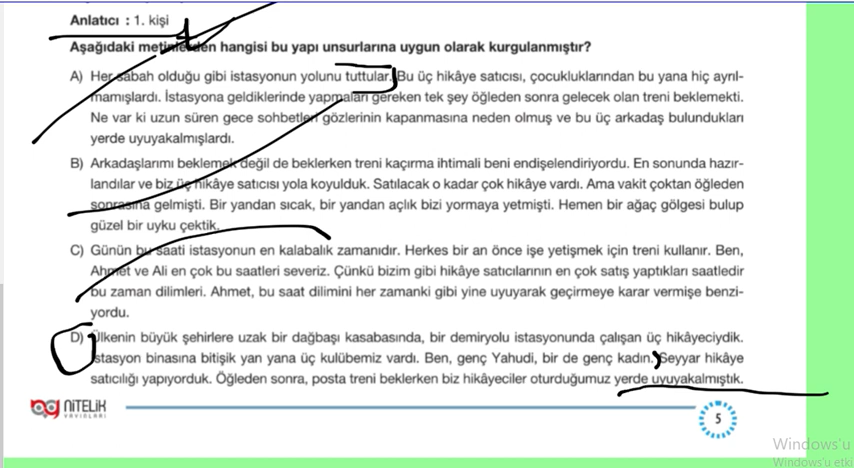 Anlatıcı : 1. kişi
Aşağıdaki metinlerden hangisi bu yapı unsurlarına uygun olarak kurgulanmıştır?
A) Her sabah olduğu gibi istasyonun yolunu tuttular. Bu üç hikâye satıcısı, çocukluklarından bu yana hiç ayrıl-
mamışlardı. İstasyona geldiklerinde yapmaları gereken tek şey öğleden sonra gelecek olan treni beklemekti.
Ne var ki uzun süren gece sohbetleri gözlerinin kapanmasına neden olmuş ve bu üç arkadaş bulundukları
yerde uyuyakalmışlardı.
B) Arkadaşlarımı beklemek değil de beklerken treni kaçırma ihtimali beni endişelendiriyordu. En sonunda hazır-
landılar ve biz üç hikâye satıcısı yola koyulduk. Satılacak o kadar çok hikâye vardı. Ama vakit çoktan öğleden
sonrasına gelmişti. Bir yandan sıcak, bir yandan açlık bizi yormaya yetmişti. Hemen bir ağaç gölgesi bulup
güzel bir uyku çektik.
C) Günün bu saati istasyonun en kalabalık zamanıdır. Herkes bir an önce işe yetişmek için treni kullanır. Ben,
Ahmet ve Ali en çok bu saatleri severiz. Çünkü bizim gibi hikâye satıcılarının en çok satış yaptıkları saatledir
bu zaman dilimleri. Ahmet, bu saat dilimini her zamanki gibi yine uyuyarak geçirmeye karar vermişe benzi-
yordu.
D) Ülkenin büyük şehirlere uzak bir dağbaşı kasabasında, bir demiryolu istasyonunda çalışan üç hikâyeciydik.
İstasyon binasına bitişik yan yana üç kulübemiz vardı. Ben, genç Yahudi, bir de genç kadın. Seyyar hikâye
satıcılığı yapıyorduk. Öğleden sonra, posta treni beklerken biz hikâyeciler oturduğumuz yerde uyuyakalmıştık.
NİTELİK
YAYINLARI
5
Windows'u
Windows'u etki